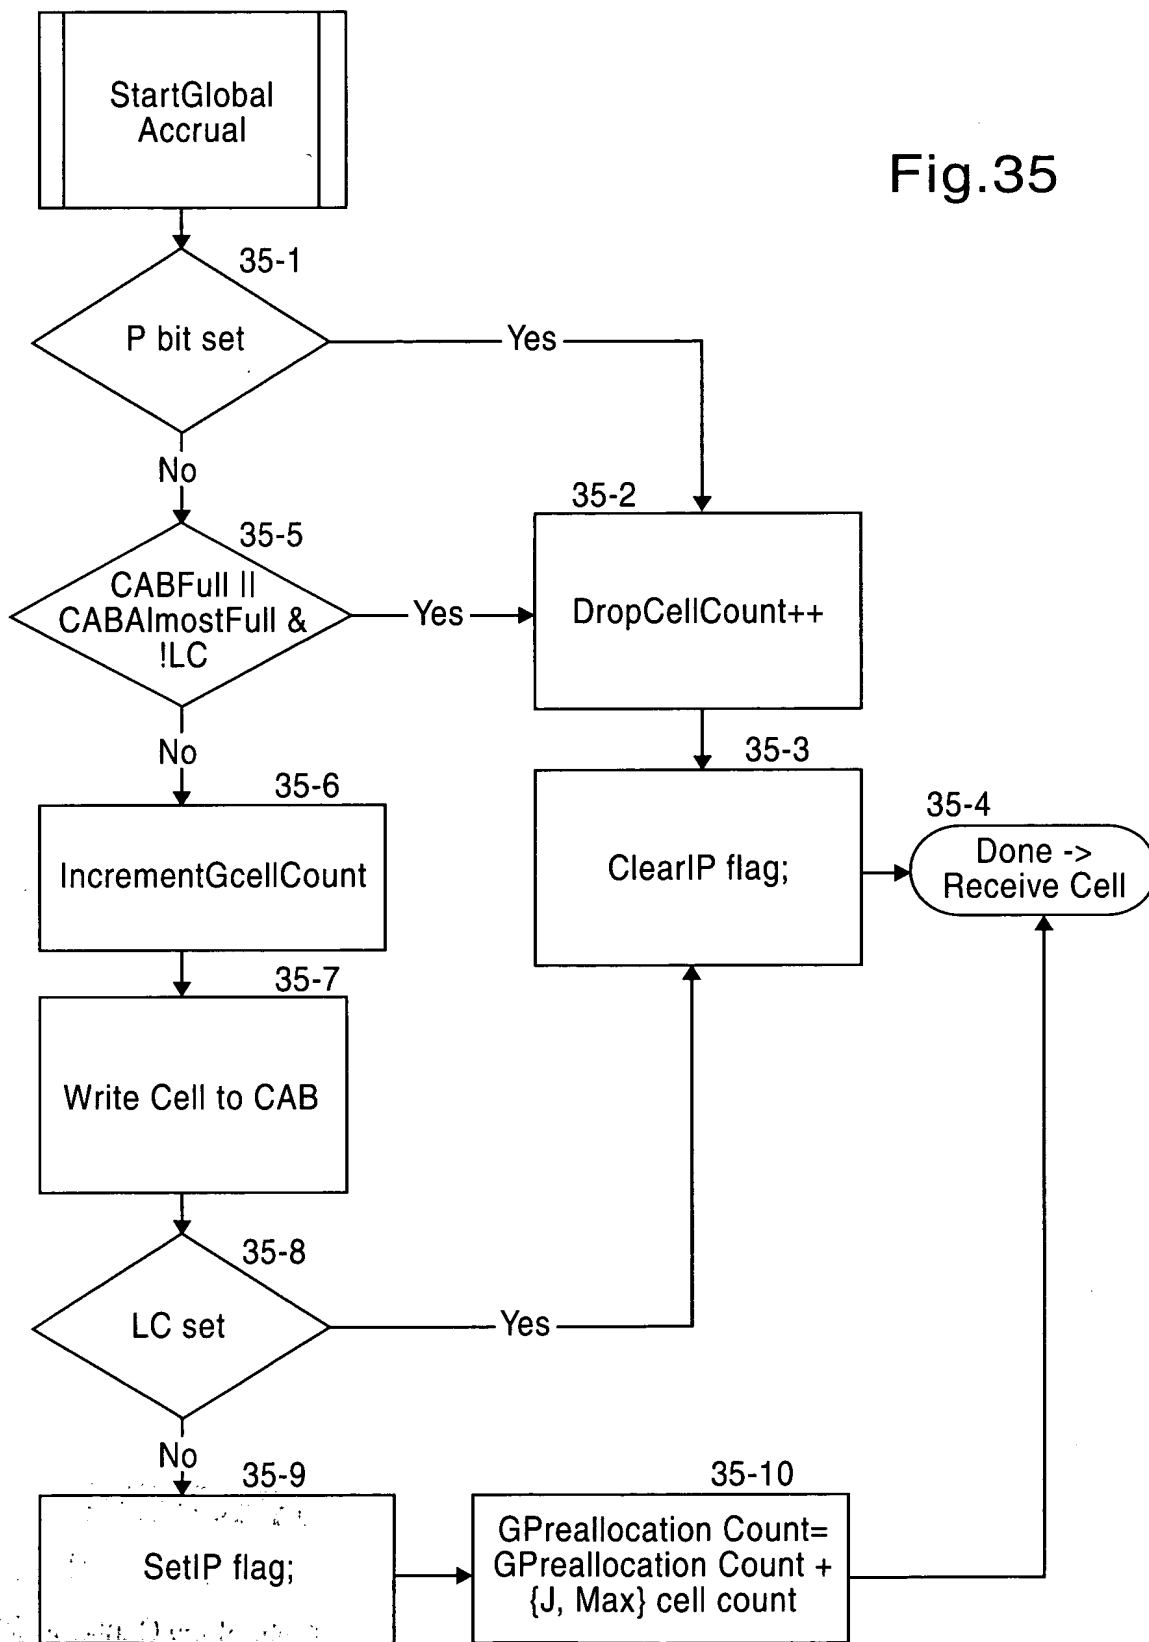 StartGlobal
Accrual
Fig.35
35-1
P bit set
Yes
No
35-5
CABFull ||
CABAlmostFull &
!LC
Yes
35-2
DropCellCount++
No
35-3
ClearIP flag;
35-4
Done ->
Receive Cell
35-6
IncrementGcellCount
35-7
Write Cell to CAB
35-8
LC set
Yes
No
35-9
SetIP flag;
35-10
GPreallocation Count=
GPreallocation Count +
{J, Max} cell count